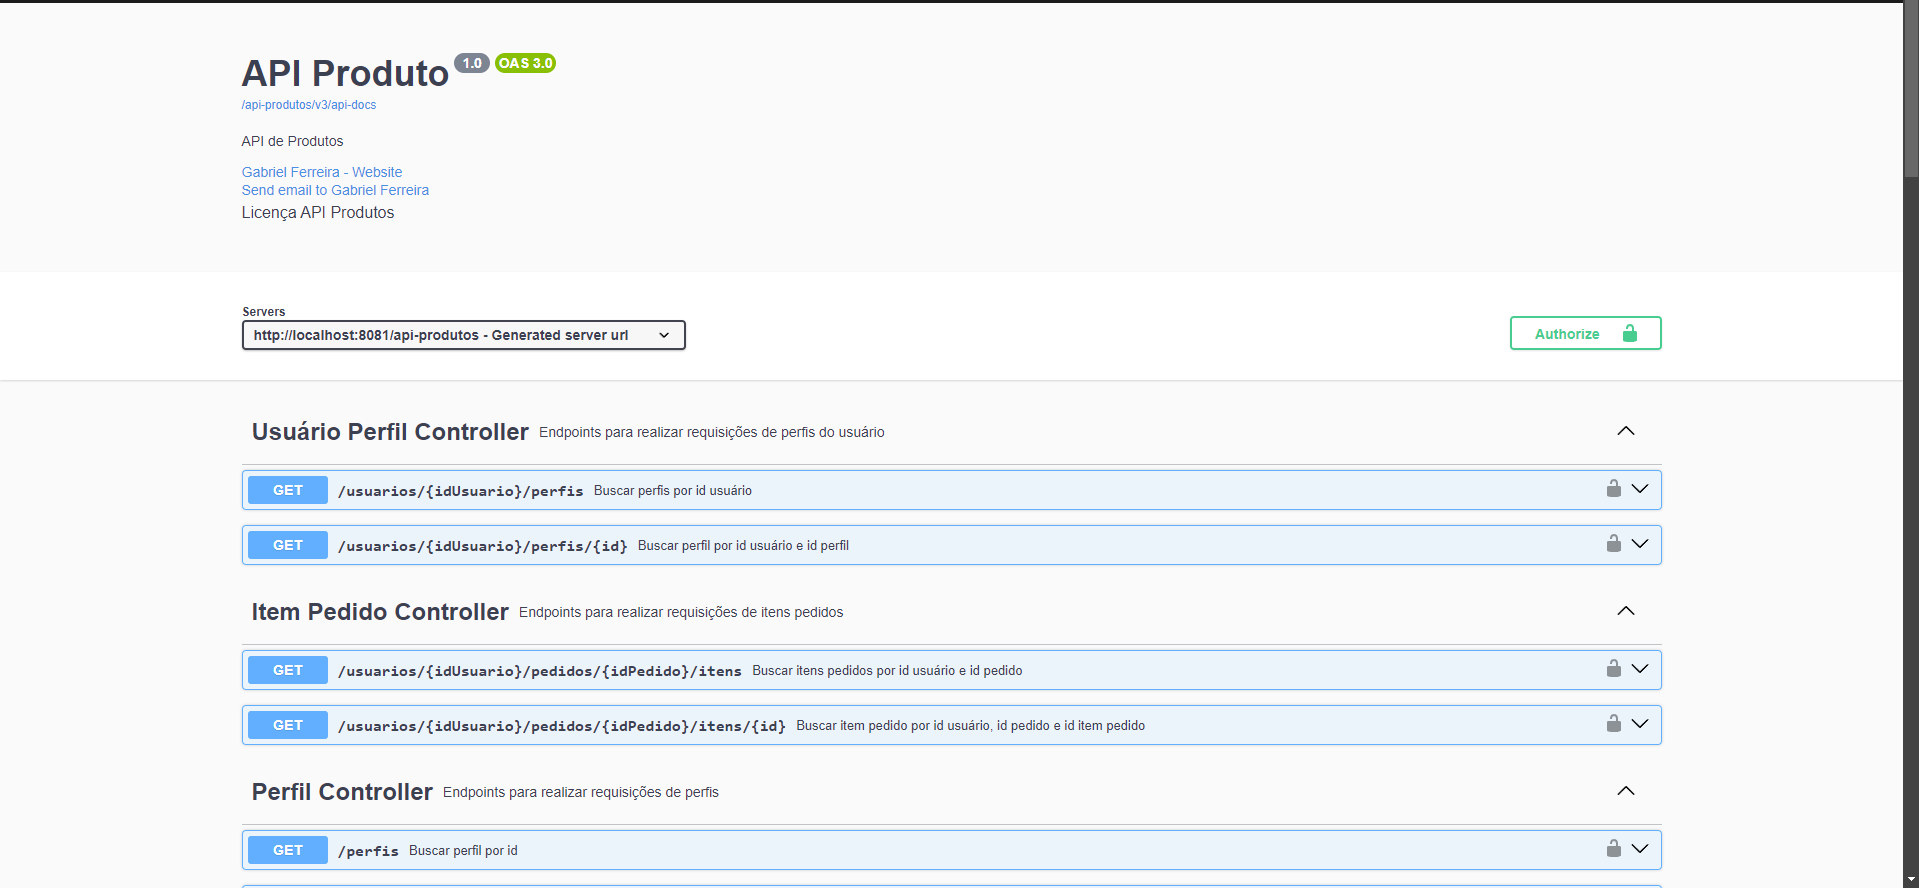 API Produto 1.0 OAS 3.0
/api-produtos/v3/api-docs
API de Produtos
Gabriel Ferreira - Website
Send email to Gabriel Ferreira
Licença API Produtos
Servers
http://localhost:8081/api-produtos - Generated server url
Authorize
Usuário Perfil Controller Endpoints para realizar requisições de perfis do usuário
GET /usuarios/{idUsuario}/perfis Buscar perfis por id usuário
GET /usuarios/{idUsuario}/perfis/{id} Buscar perfil por id usuário e id perfil
Item Pedido Controller Endpoints para realizar requisições de itens pedidos
GET /usuarios/{idUsuario}/pedidos/{idPedido}/itens Buscar itens pedidos por id usuário e id pedido
GET /usuarios/{idUsuario}/pedidos/{idPedido}/itens/{id} Buscar item pedido por id usuário, id pedido e id item pedido
Perfil Controller Endpoints para realizar requisições de perfis
GET /perfis Buscar perfil por id